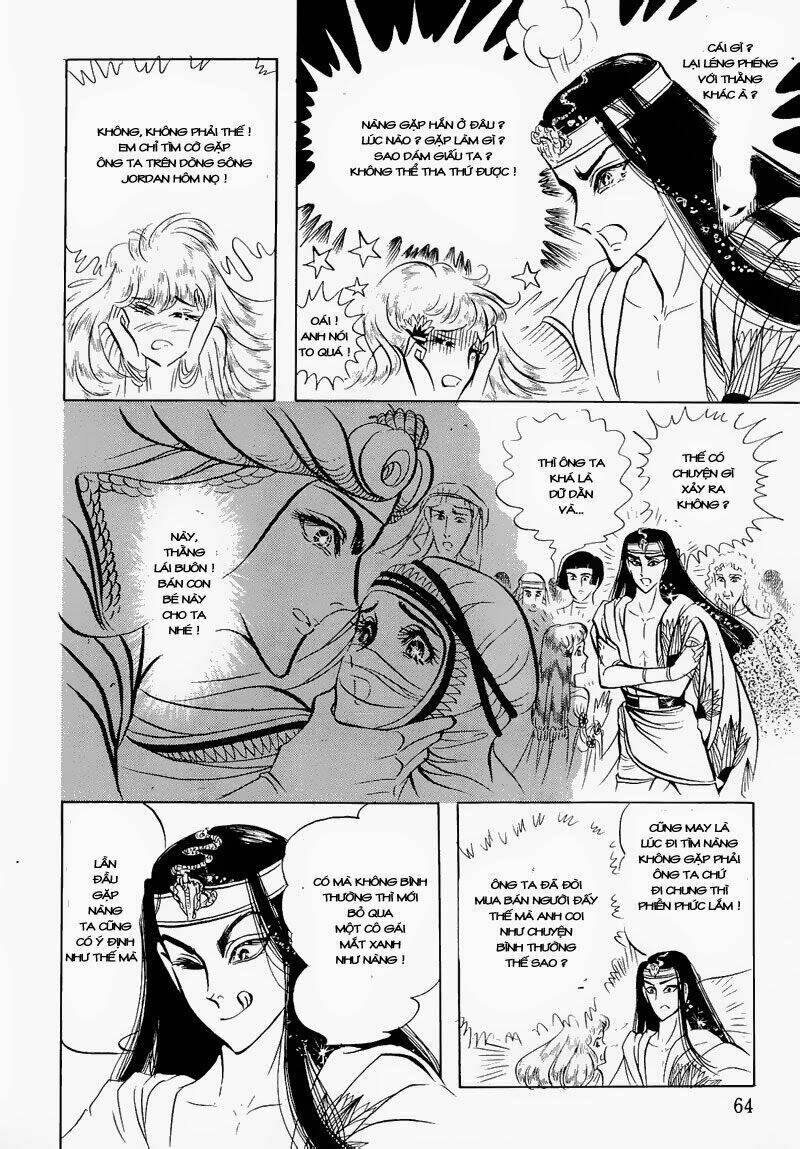 CÁI GÌ ?
LẠI LÉNG PHÉNG
VỚI THẰNG
KHÁC À ?
NÀNG GẶP HẮN Ở ĐÂU ?
LÚC NÀO ? GẶP LÀM GÌ ?
SAO DÁM GIẤU TA ?
KHÔNG THỂ THA THỨ ĐƯỢC !
OÁI !
ANH NÓI
TO QUÁ !
KHÔNG, KHÔNG PHẢI THẾ !
EM CHỈ TÌM CỜ GẶP
ÔNG TA TRÊN DÒNG SÔNG
JORDAN HÔM NỌ !
THẾ CÓ
CHUYỆN GÌ
XẢY RA
KHÔNG ?
THÌ ÔNG TA
KHÁ LÀ
DỮ DẰN
VÀ...
NÀY,
THẰNG
LÁI BUÔN !
BÁN CON
BÉ NÀY
CHO TA
NHÉ !
CŨNG MAY LÀ
LÚC ĐI TÌM NÀNG
KHÔNG GẶP PHẢI
ÔNG TA CHỨ
ĐI CHUNG THÌ
PHIỀN PHỨC LẮM !
ÔNG TA ĐÃ ĐÒI
MUA BÁN NGƯỜI ĐẤY
THẾ MÀ ANH COI
NHƯ CHUYỆN
BÌNH THƯỜNG
THẾ SAO ?
CÓ MÀ KHÔNG BÌNH
THƯỜNG THÌ MỚI
BỎ QUA
MỘT CÔ GÁI
MẮT XANH
NHƯ NÀNG !
LẦN
ĐẦU
GẶP
NÀNG
TA CŨNG
CÓ Ý ĐỊNH
NHƯ THẾ MÀ
64